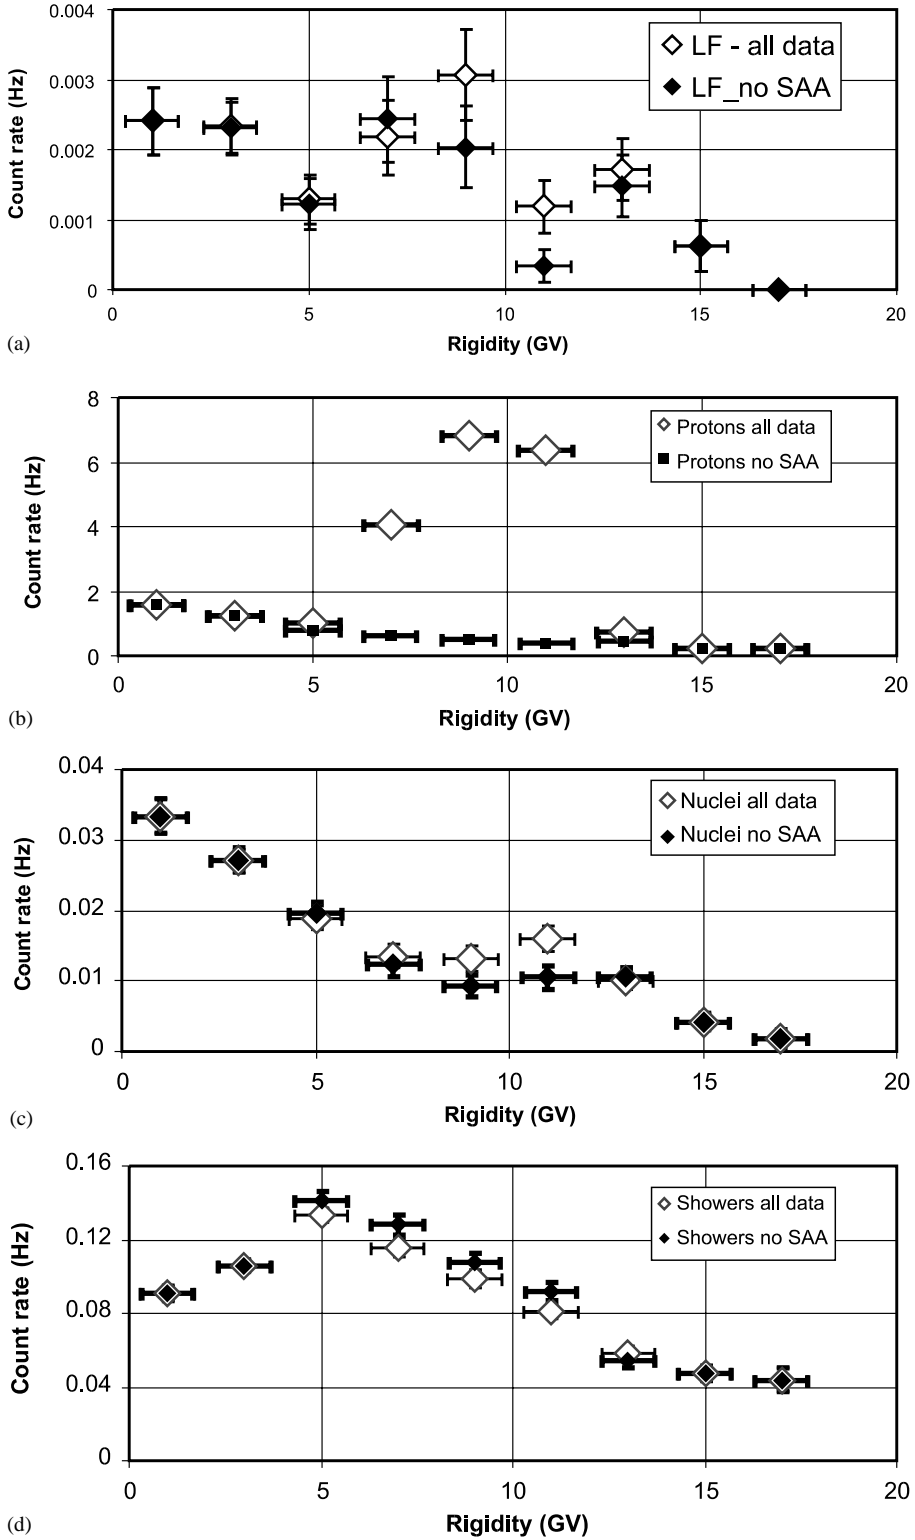 0.004
0.003
0.002
0.001
0
Count rate (Hz)
LF - all data
LF_no SAA
0 5 10 15 20
Rigidity (GV)
(a)
8
6
4
2
0
Count rate (Hz)
Protons all data
Protons no SAA
0 5 10 15 20
Rigidity (GV)
(b)
0.04
0.03
0.02
0.01
0
Count rate (Hz)
Nuclei all data
Nuclei no SAA
0 5 10 15 20
Rigidity (GV)
(c)
0.16
0.12
0.08
0.04
0
Count rate (Hz)
Showers all data
Showers no SAA
0 5 10 15 20
Rigidity (GV)
(d)